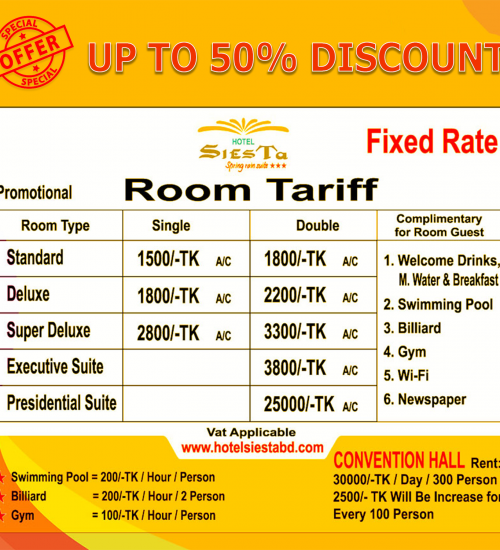 SPECIAL
OFFER
SPECIAL
UP TO 50% DISCOUNT
HOTEL
SIESTa
Spring rain suite ★★★
Fixed Rate
Promotional
Room Tariff
Room Type Single Double Complimentary for Room Guest
Standard 1500/-TK A/C 1800/-TK A/C
Deluxe 1800/-TK A/C 2200/-TK A/C
Super Deluxe 2800/-TK A/C 3300/-TK A/C
Executive Suite 3800/-TK A/C
Presidential Suite 25000/-TK A/C
1. Welcome Drinks,
M. Water & Breakfast
2. Swimming Pool
3. Billiard
4. Gym
5. Wi-Fi
6. Newspaper
Vat Applicable
www.hotelsiestabd.com
★ Swimming Pool = 200/-TK / Hour / Person
★ Billiard = 200/-TK / Hour / 2 Person
★ Gym = 100/-TK / Hour / Person
CONVENTION HALL Rent:
30000/-TK / Day / 300 Person
2500/- TK Will Be Increase for
Every 100 Person